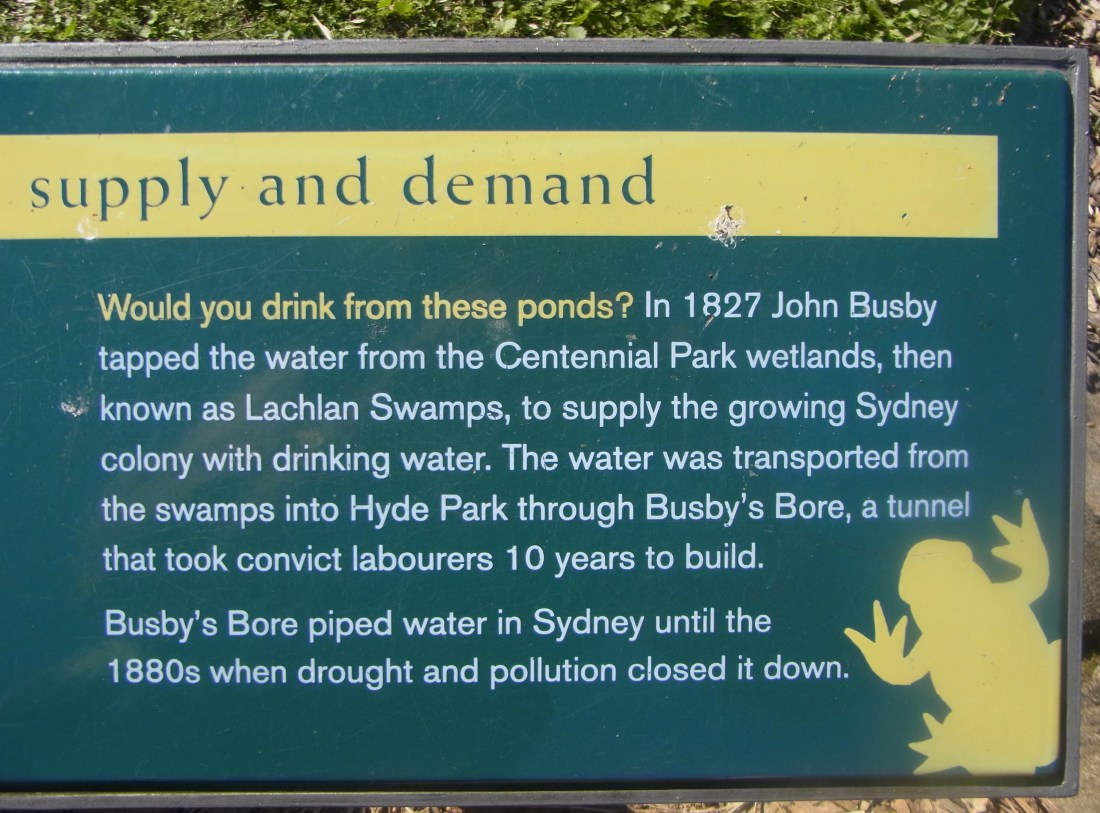 supply and demand
Would you drink from these ponds? In 1827 John Busby
tapped the water from the Centennial Park wetlands, then
known as Lachlan Swamps, to supply the growing Sydney
colony with drinking water. The water was transported from
the swamps into Hyde Park through Busby's Bore, a tunnel
that took convict labourers 10 years to build.
Busby's Bore piped water in Sydney until the
1880s when drought and pollution closed it down.